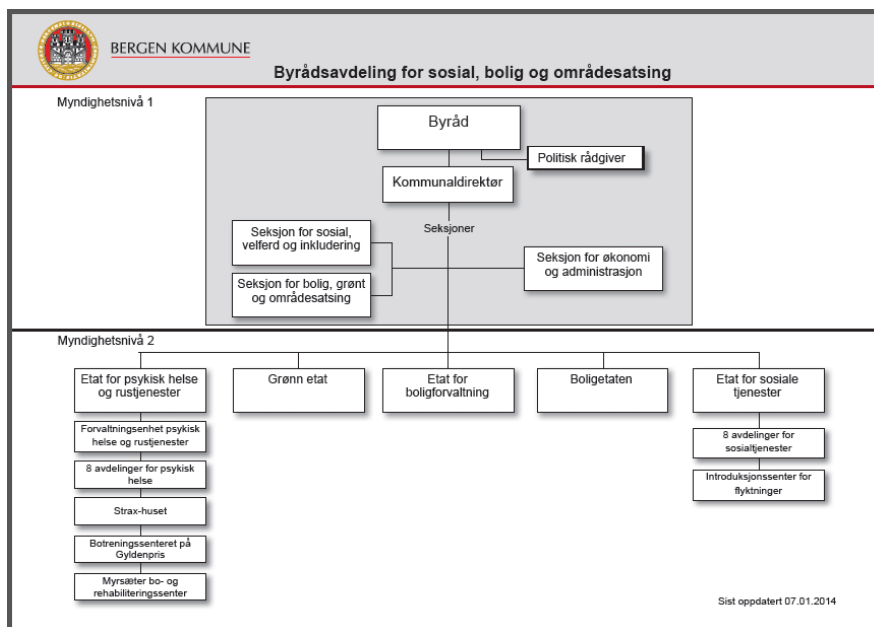 BERGEN KOMMUNE
Byrådsavdeling for sosial, bolig og områdesatsing
Myndighetsnivå 1
Byråd
Politisk rådgiver
Kommunaldirektør
Seksjoner
Seksjon for sosial,
velferd og inkludering
Seksjon for økonomi
og administrasjon
Seksjon for bolig, grønt
og områdesatsing
Myndighetsnivå 2
Etat for psykisk helse
og rustjenester
Grønn etat
Etat for
boligforvaltning
Boligetaten
Etat for sosiale
tjenester
Forvaltningsenhet psykisk
helse og rustjenester
8 avdelinger for psykisk
helse
Strax-huset
Botreningssenteret på
Gyldenpris
Myrsæter bo- og
rehabiliteringssenter
8 avdelinger for
sosialtjenester
Introduksjonssenter for
flyktninger
Sist oppdatert 07.01.2014